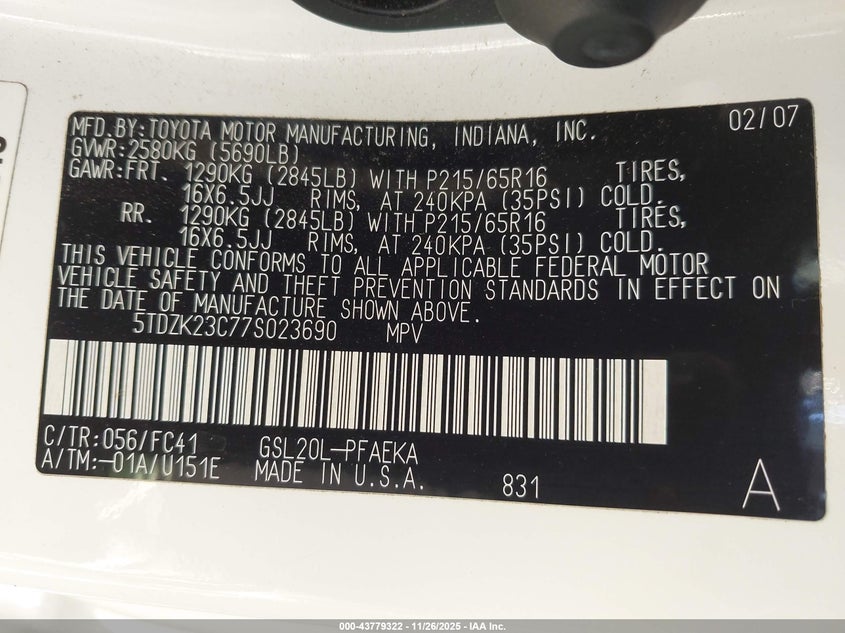 MFD.BY:TOYOTA MOTOR MANUFACTURING, INDIANA, INC. 02/07
GVWR:2580KG (5690LB)
GAWR:FRT. 1290KG (2845LB) WITH P215/65R16 TIRES,
16X6.5JJ RIMS, AT 240KPA (35PSI) COLD.
RR. 1290KG (2845LB) WITH P215/65R16 TIRES,
16X6.5JJ RIMS, AT 240KPA (35PSI) COLD.
THIS VEHICLE CONFORMS TO ALL APPLICABLE FEDERAL MOTOR
VEHICLE SAFETY AND THEFT PREVENTION STANDARDS IN EFFECT ON
THE DATE OF MANUFACTURE SHOWN ABOVE.
5TDZK23C77S023690 MPV
C/TR:056/FC41 GSL20L-PFAEKA
A/TM:-01A/U151E MADE IN U.S.A. 831 A
000-43779322 | 11/26/2025 - IAA Inc.